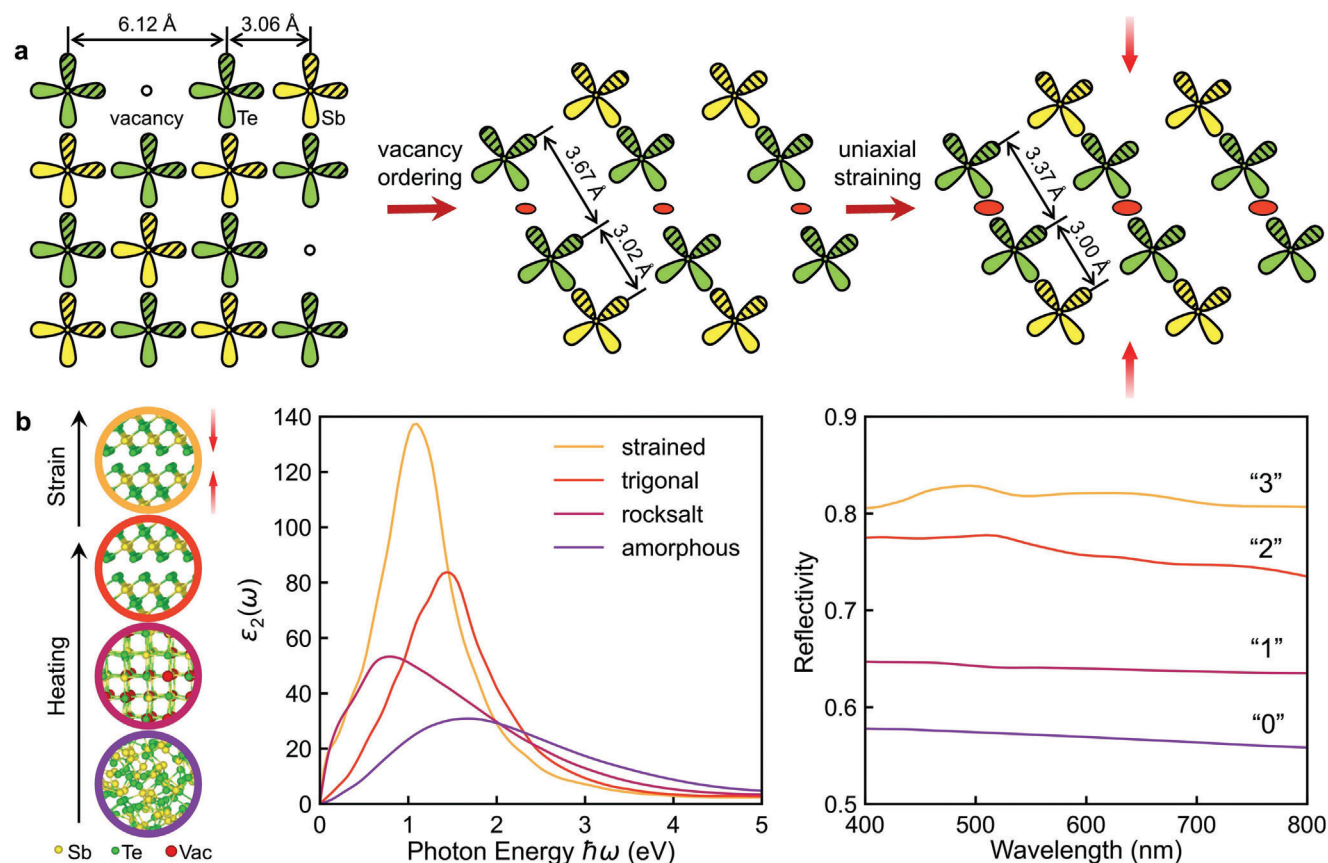 a
6.12 Å
3.06 Å
vacancy
Te
Sb
vacancy
ordering
3.67 Å
3.02 Å
uniaxial
straining
3.37 Å
3.00 Å
b
Strain
Heating
Sb
Te
Vac
140
120
100
80
60
40
20
0
ε₂(ω)
strained
trigonal
rocksalt
amorphous
0 1 2 3 4 5
Photon Energy ℏω (eV)
0.9
0.8
0.7
0.6
0.5
Reflectivity
“3”
“2”
“1”
“0”
400 500 600 700 800
Wavelength (nm)